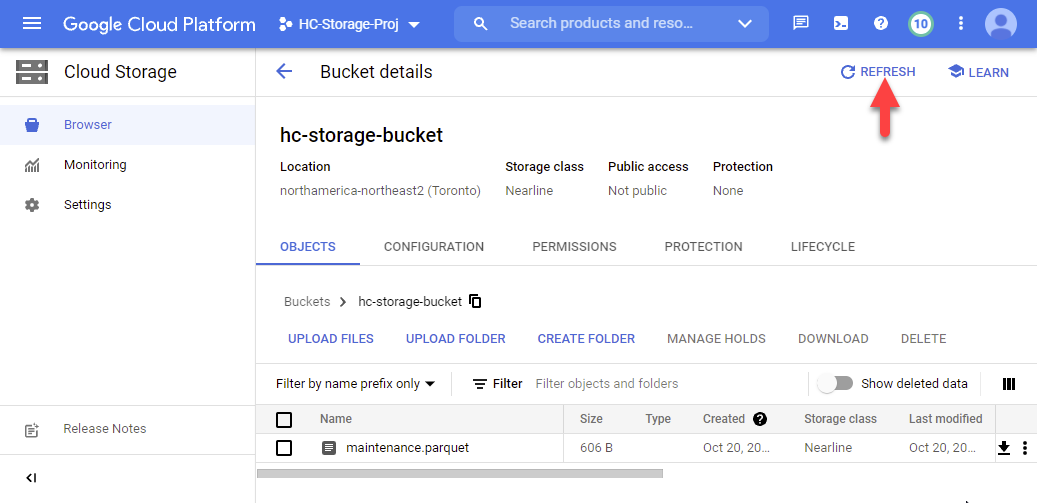 Google Cloud Platform HC-Storage-Proj Search products and reso... 10
Cloud Storage
Browser
Monitoring
Settings
Release Notes
Bucket details REFRESH LEARN
hc-storage-bucket
Location Storage class Public access Protection
northamerica-northeast2 (Toronto) Nearline Not public None
OBJECTS CONFIGURATION PERMISSIONS PROTECTION LIFECYCLE
Buckets > hc-storage-bucket
UPLOAD FILES UPLOAD FOLDER CREATE FOLDER MANAGE HOLDS DOWNLOAD DELETE
Filter by name prefix only Filter Filter objects and folders Show deleted data
Name Size Type Created Storage class Last modified
maintenance.parquet 606 B Oct 20, 20... Nearline Oct 20, 20...